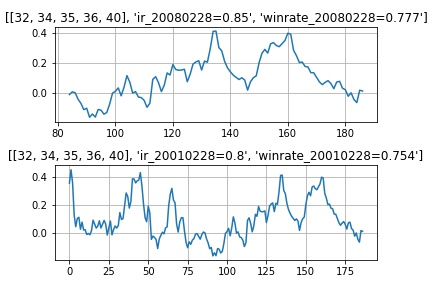 [[32, 34, 35, 36, 40], 'ir_20080228=0.85', 'winrate_20080228=0.777']
0.4
0.2
0.0
80 100 120 140 160 180
[[32, 34, 35, 36, 40], 'ir_20010228=0.8', 'winrate_20010228=0.754']
0.4
0.2
0.0
0 25 50 75 100 125 150 175